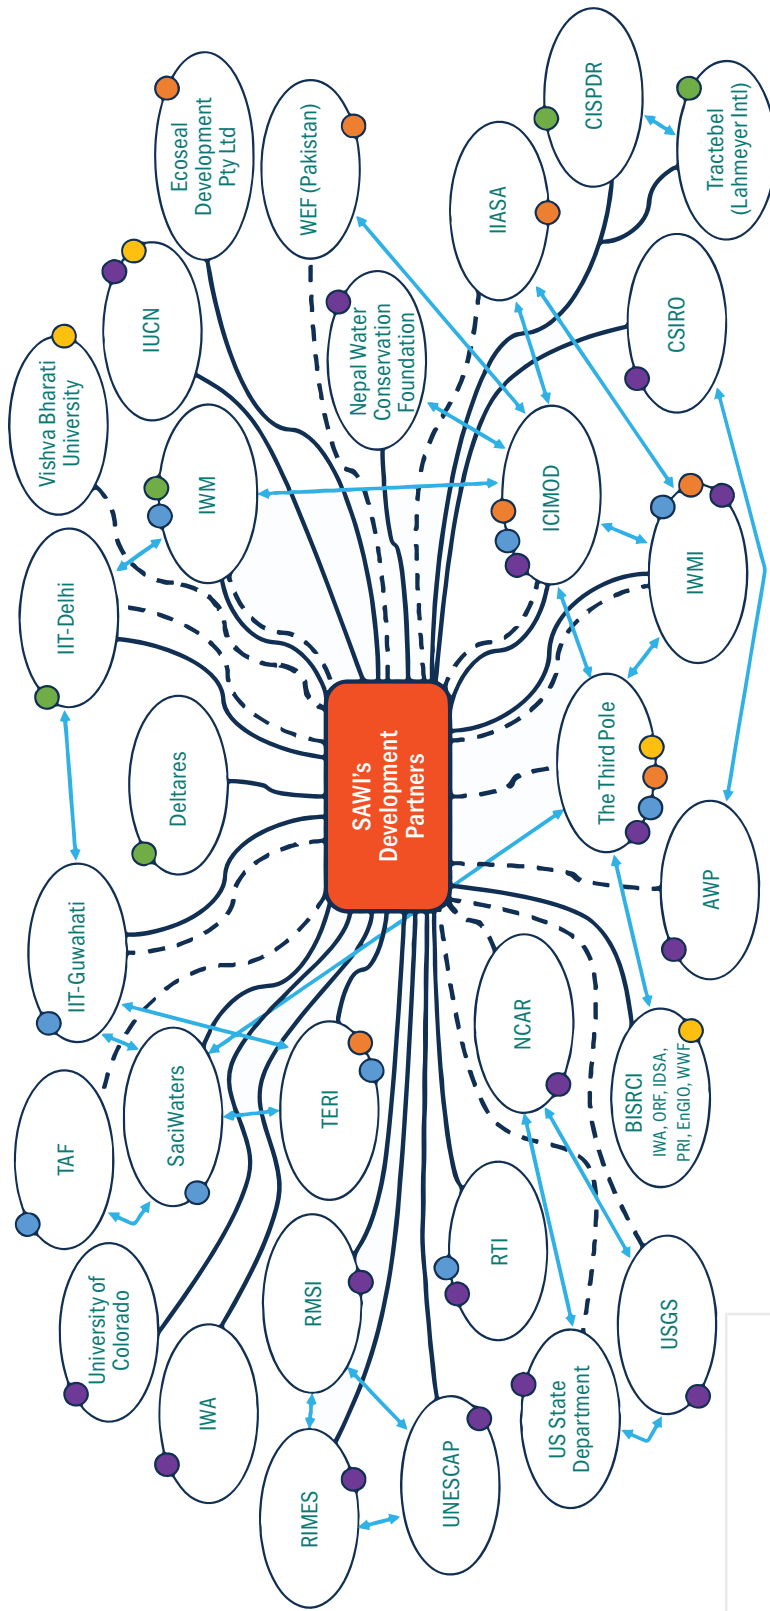 Ecoseal
Development
Pty Ltd
WEF (Pakistan)
IIASA
CISPDR
Tractebel
(Lahmeyer Intl)
IUCN
Nepal Water
Conservation
Foundation
CSIRO
Vishva Bharati
University
IWM
ICIMOD
IWMI
IIT-Delhi
Deltares
SAWI's
Development
Partners
The Third Pole
AWP
IIT-Guwahati
SaciWaters
TERI
NCAR
BISRCI
IWA, ORF, IDSA,
PRI, EnGIO, WWF
TAF
University of
Colorado
RMSI
RTI
USGS
IWA
RIMES
UNESCAP
US State
Department